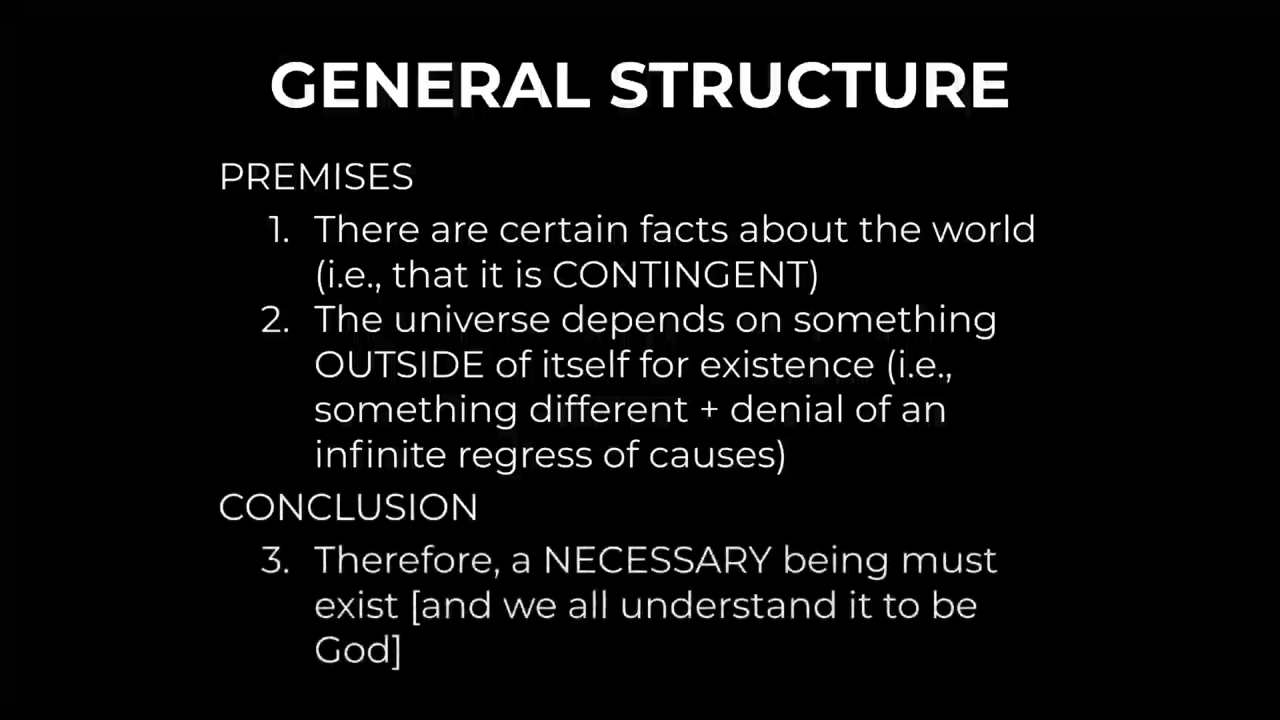 GENERAL STRUCTURE
PREMISES
1. There are certain facts about the world
(i.e., that it is CONTINGENT)
2. The universe depends on something
OUTSIDE of itself for existence (i.e.,
something different + denial of an
infinite regress of causes)
CONCLUSION
3. Therefore, a NECESSARY being must
exist [and we all understand it to be
God]